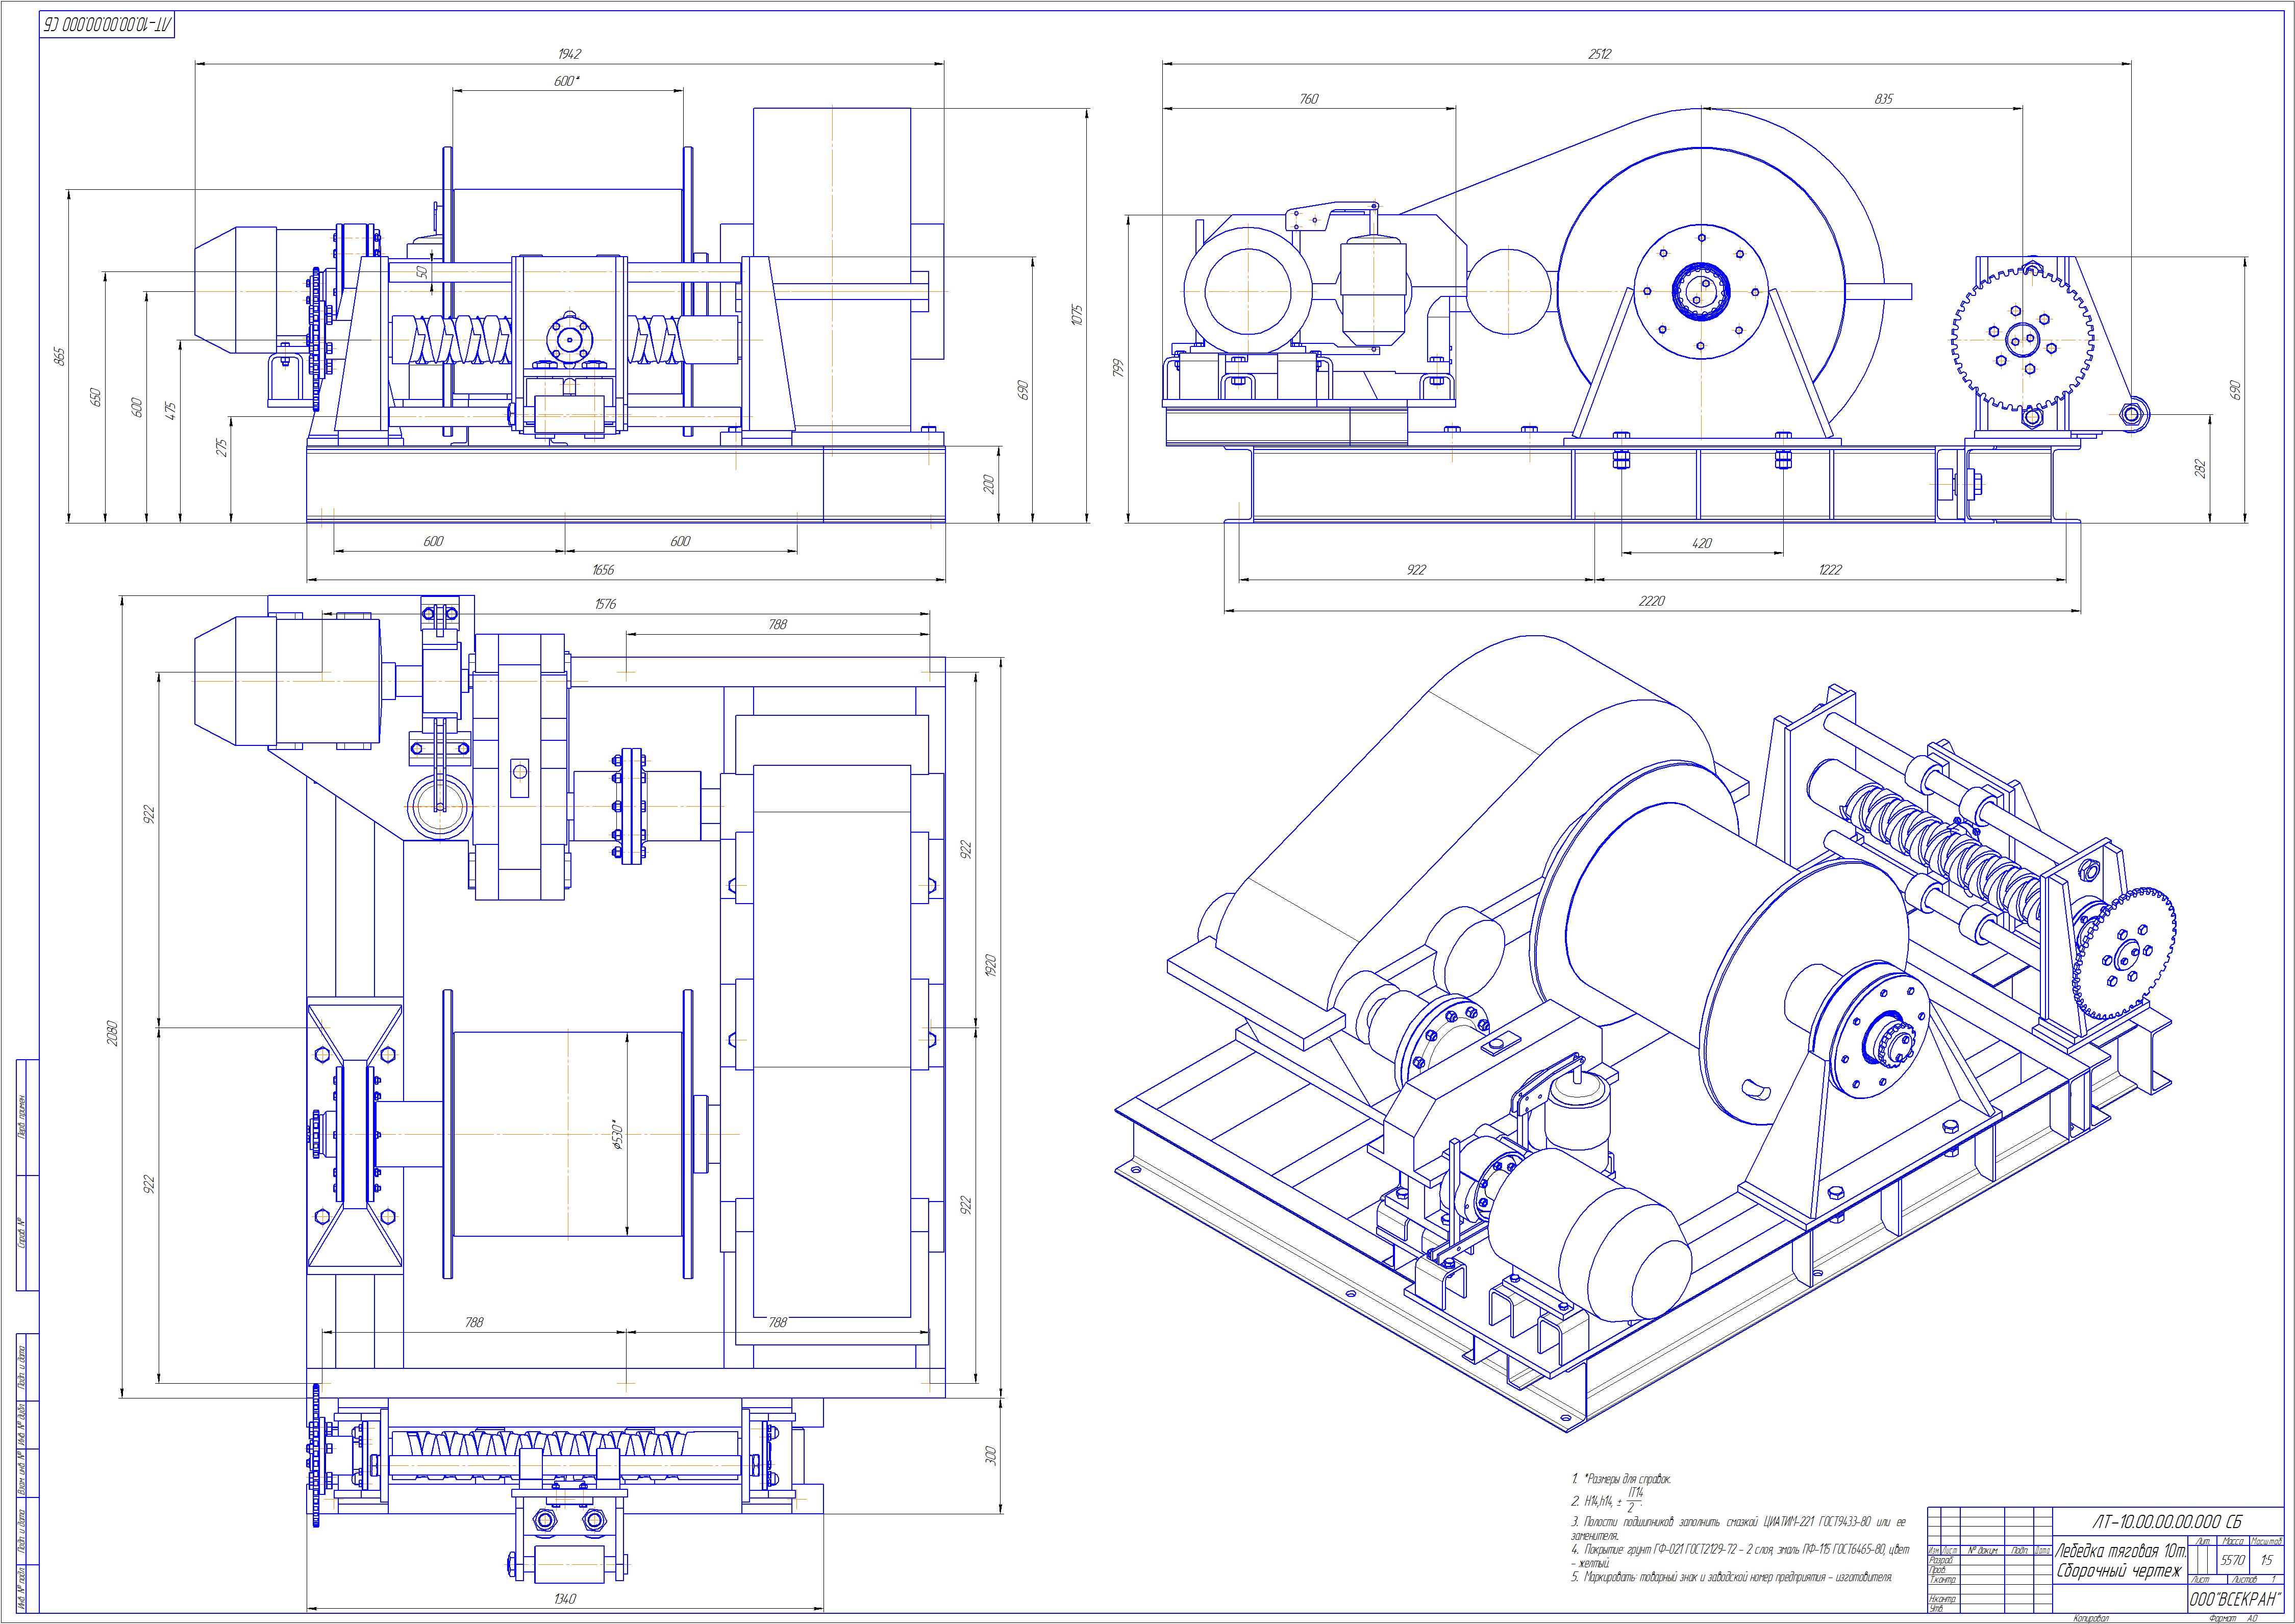 ЛТ-10.00.00.00.000 СБ
1942
600*
865
650
600
475
275
50
1075
690
200
600
600
1656
2512
760
835
799
690
282
420
922
1222
2220
1576
788
922
922
2080
922
1920
922
⌀530*
788
788
300
1340
Перв. примен.
Справ. №
Подп. и дата
Инв. № дубл.
Взам. инв. №
Подп. и дата
Инв. № подл.
1. *Размеры для справок.
2. H14,h14, ± IT14/2.
3. Полости подшипников заполнить смазкой ЦИАТИМ-221 ГОСТ9433-80 или ее
заменителя.
4. Покрытие: грунт ГФ-021 ГОСТ2129-72 - 2 слоя, эмаль ПФ-115 ГОСТ6465-80, цвет
- желтый.
5. Маркировать: товарный знак и заводской номер предприятия - изготовителя.
ЛТ-10.00.00.00.000 СБ
Изм. Лист № докум. Подп. Дата
Разраб.
Пров.
Т.контр.
Н.контр.
Утв.
Лебедка тяговая 10т.
Сборочный чертеж
Лит. Масса Масштаб
5570 1:5
Лист Листов 1
ООО"ВСЕКРАН"
Копировал Формат А0